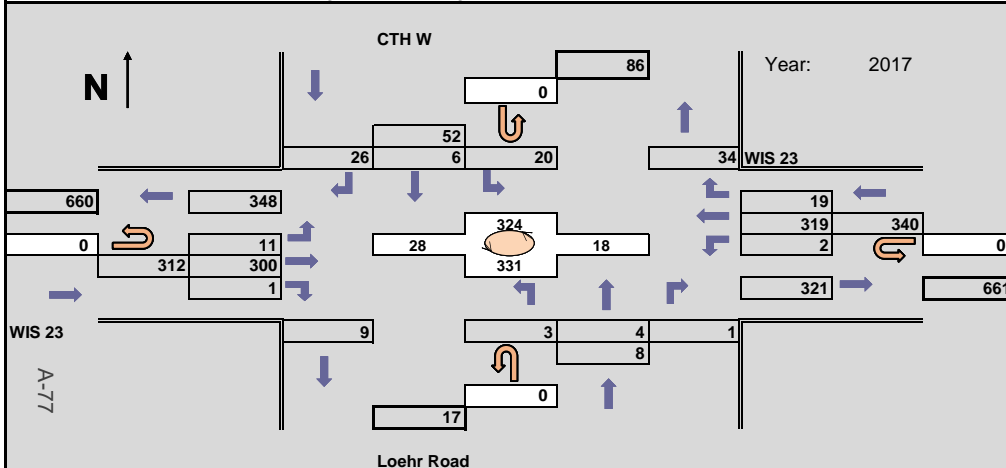 CTH W
86
Year: 2017
N
0
52
26 6 20 34 WIS 23
660 348 19
324
319 340
0 11 28 18 2 0
312 300 331
1 321 661
WIS 23 9 3 4 1
8
A-77
0
17
Loehr Road